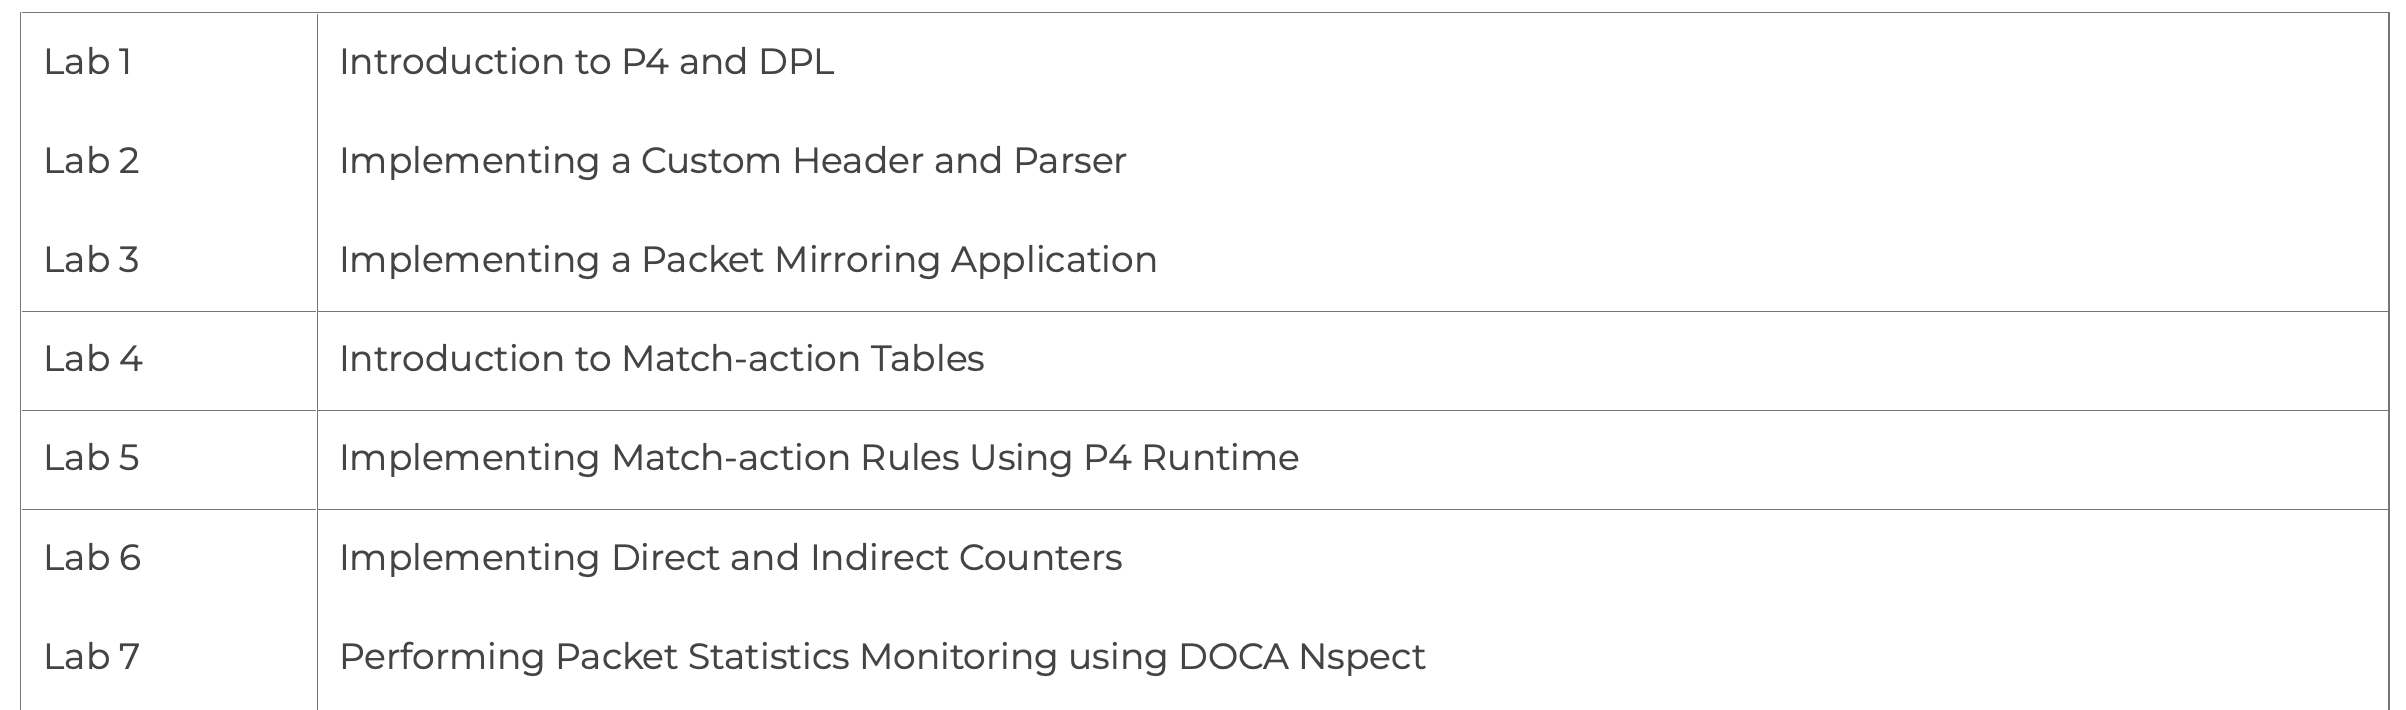 Lab 1 Introduction to P4 and DPL
Lab 2 Implementing a Custom Header and Parser
Lab 3 Implementing a Packet Mirroring Application
Lab 4 Introduction to Match-action Tables
Lab 5 Implementing Match-action Rules Using P4 Runtime
Lab 6 Implementing Direct and Indirect Counters
Lab 7 Performing Packet Statistics Monitoring using DOCA Nspect